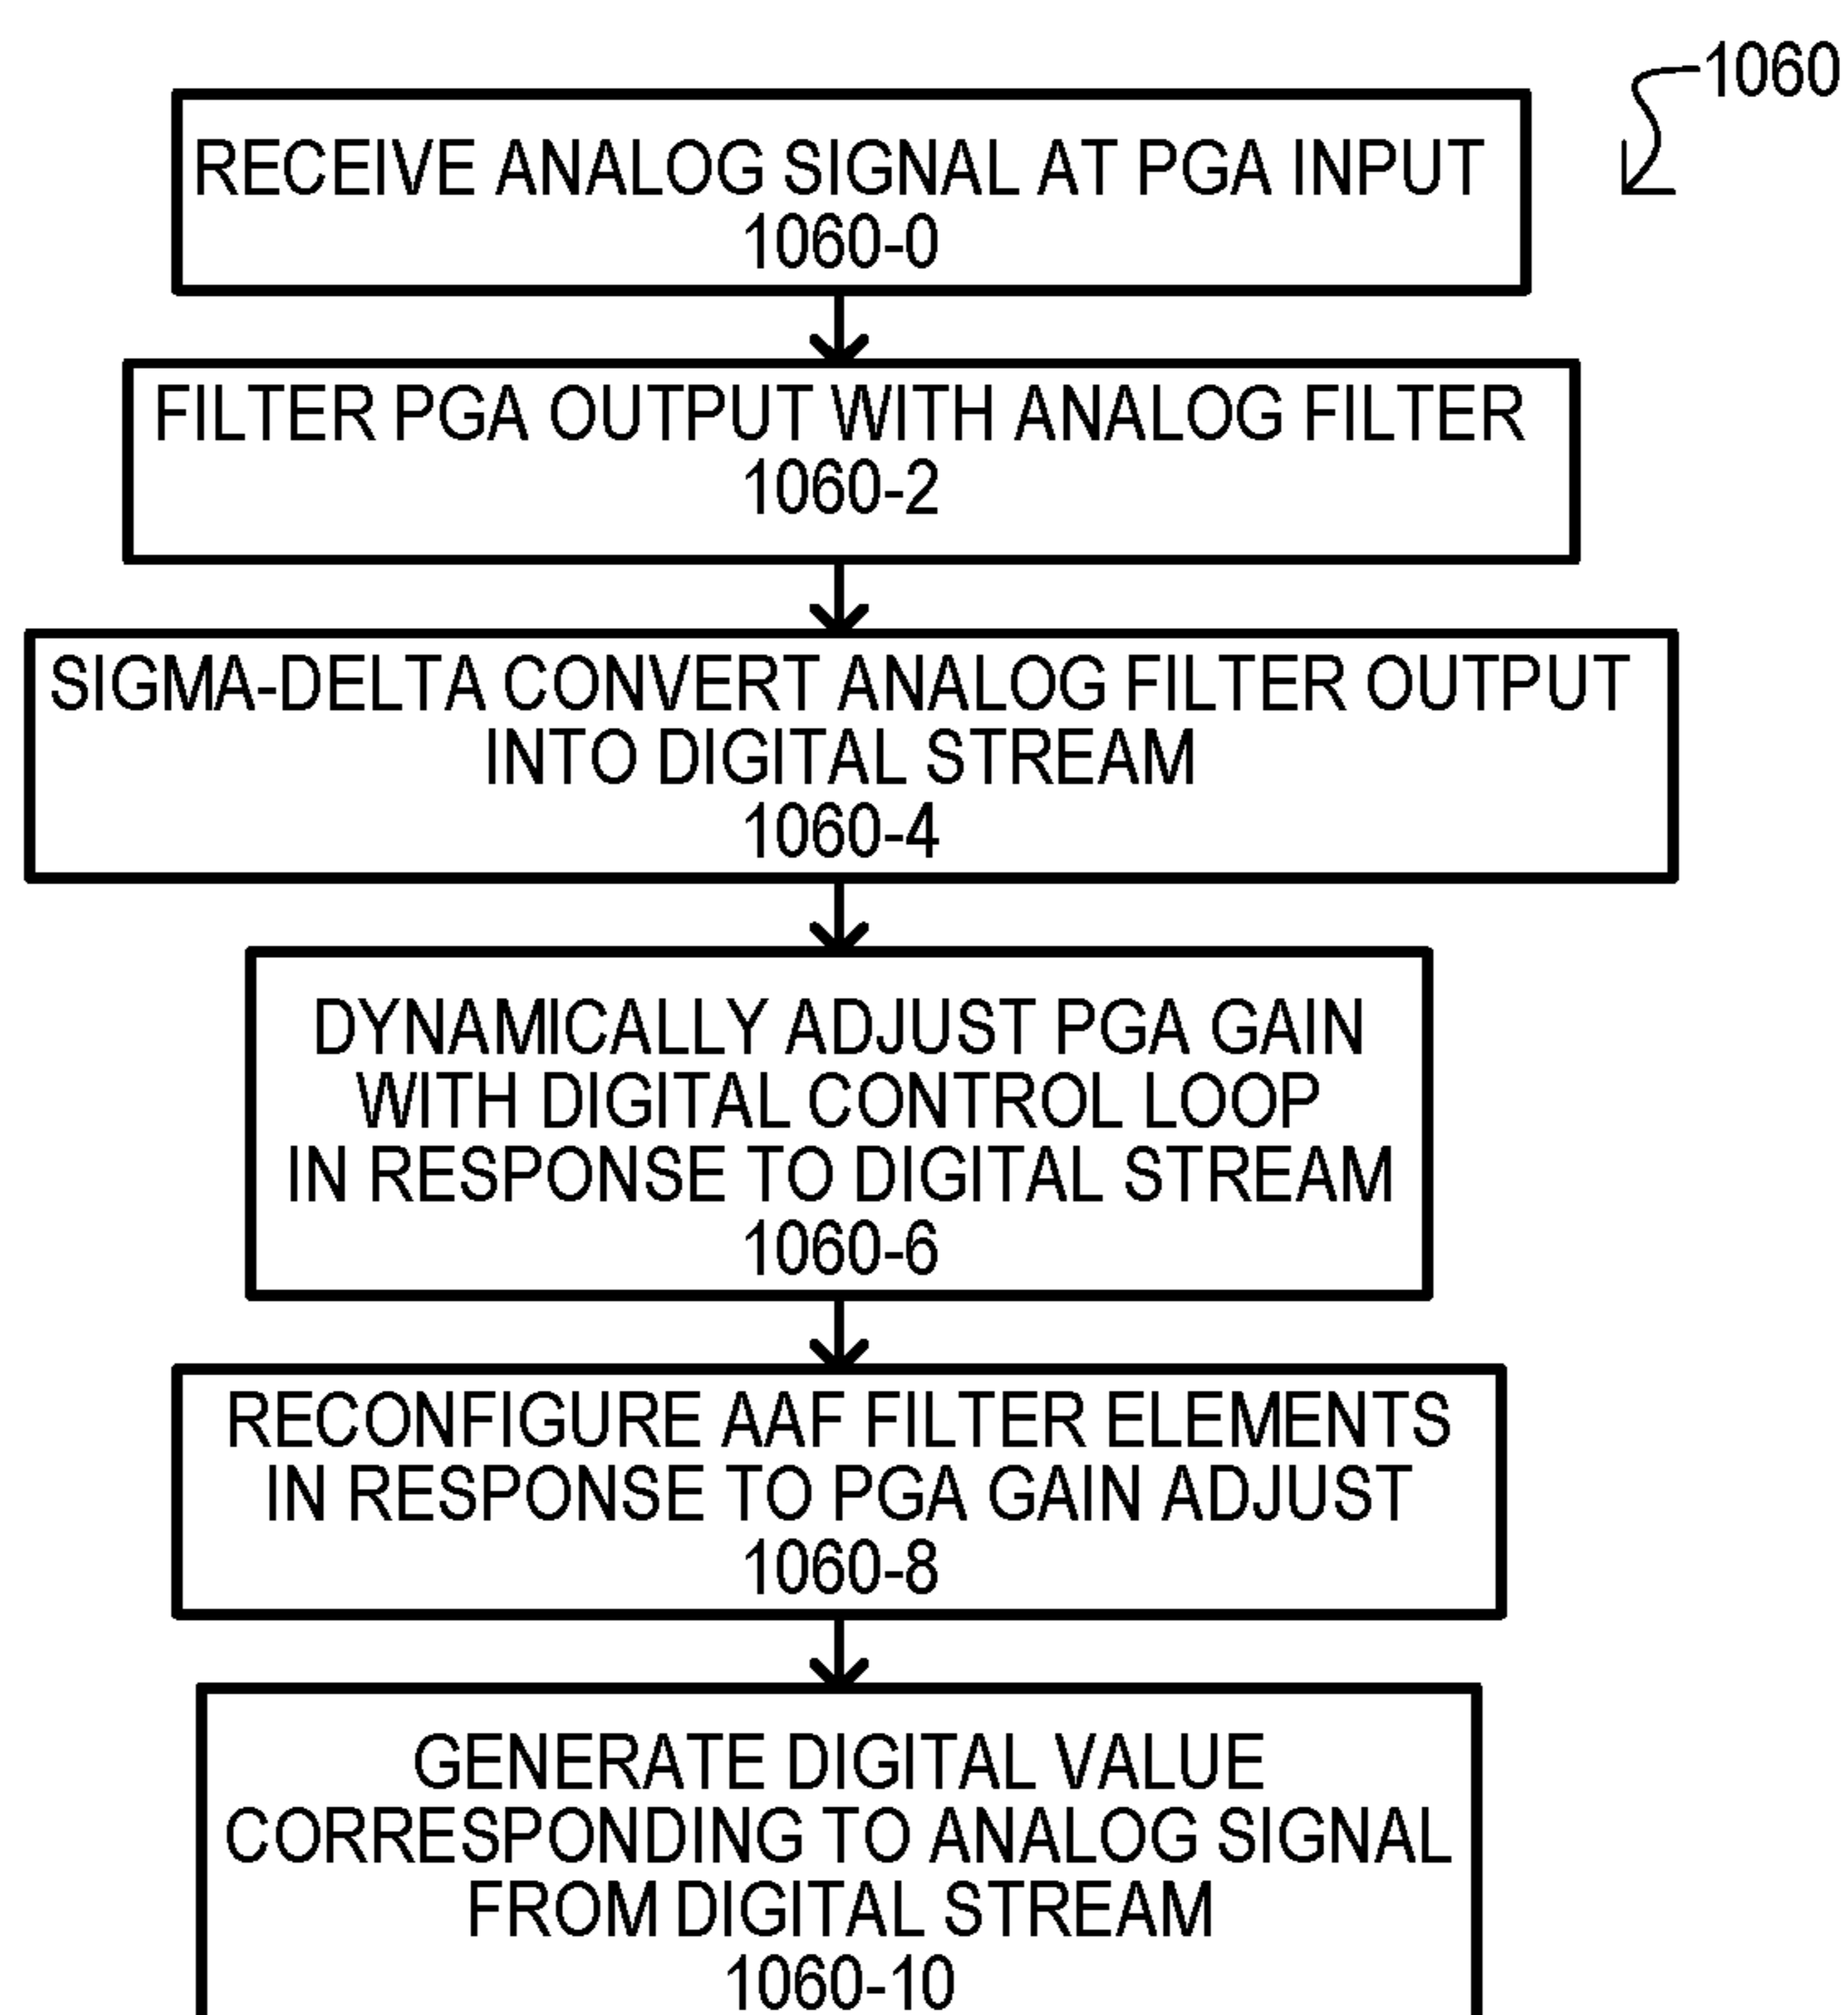 1060
RECEIVE ANALOG SIGNAL AT PGA INPUT
1060-0
FILTER PGA OUTPUT WITH ANALOG FILTER
1060-2
SIGMA-DELTA CONVERT ANALOG FILTER OUTPUT
INTO DIGITAL STREAM
1060-4
DYNAMICALLY ADJUST PGA GAIN
WITH DIGITAL CONTROL LOOP
IN RESPONSE TO DIGITAL STREAM
1060-6
RECONFIGURE AAF FILTER ELEMENTS
IN RESPONSE TO PGA GAIN ADJUST
1060-8
GENERATE DIGITAL VALUE
CORRESPONDING TO ANALOG SIGNAL
FROM DIGITAL STREAM
1060-10